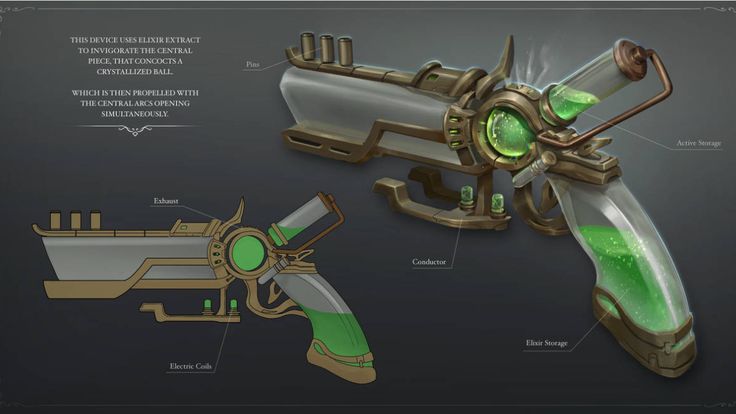 THIS DEVICE USES ELIXIR EXTRACT
TO INVIGORATE THE CENTRAL
PIECE, THAT CONCOCTS A
CRYSTALLIZED BALL.
WHICH IS THEN PROPELLED WITH
THE CENTRAL ARCS OPENING
SIMULTANEOUSLY.
Pins
Active Storage
Exhaust
Conductor
Elixir Storage
Electric Coils